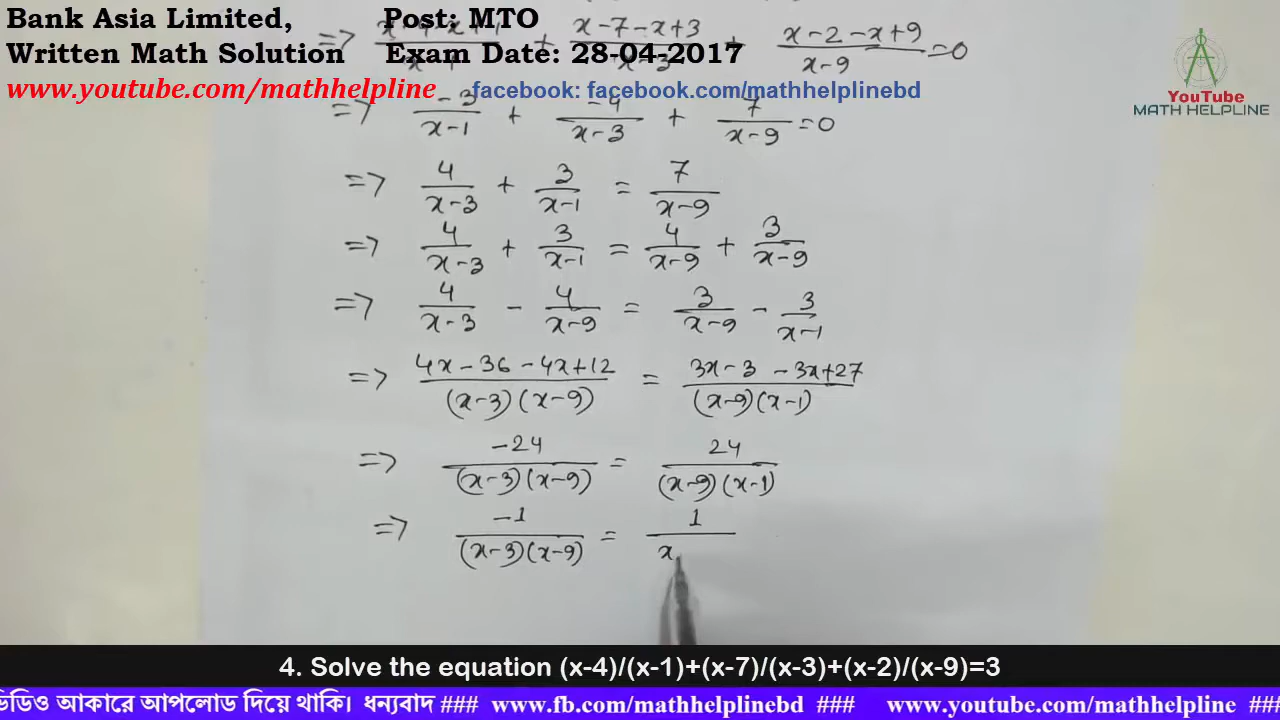 Bank Asia Limited, Post: MTO
Written Math Solution Exam Date: 28-04-2017
www.youtube.com/mathhelpline facebook: facebook.com/mathhelplinebd
YouTube
MATH HELPLINE
=> + (x-7-x+3)/(x-3) + (x-2-x+9)/(x-9) =0
=> -3/(x-1) + -4/(x-3) + 7/(x-9) =0
=> 4/(x-3) + 3/(x-1) = 7/(x-9)
=> 4/(x-3) + 3/(x-1) = 4/(x-9) + 3/(x-9)
=> 4/(x-3) - 4/(x-9) = 3/(x-9) - 3/(x-1)
=> (4x-36-4x+12)/((x-3)(x-9)) = (3x-3-3x+27)/((x-9)(x-1))
=> -24/((x-3)(x-9)) = 24/((x-9)(x-1))
=> -1/((x-3)(x-9)) = 1/x
4. Solve the equation (x-4)/(x-1)+(x-7)/(x-3)+(x-2)/(x-9)=3
আকারে আপলোড দিয়ে থাকি। ধন্যবাদ ### www.fb.com/mathhelplinebd ### www.youtube.com/mathhelpline ###